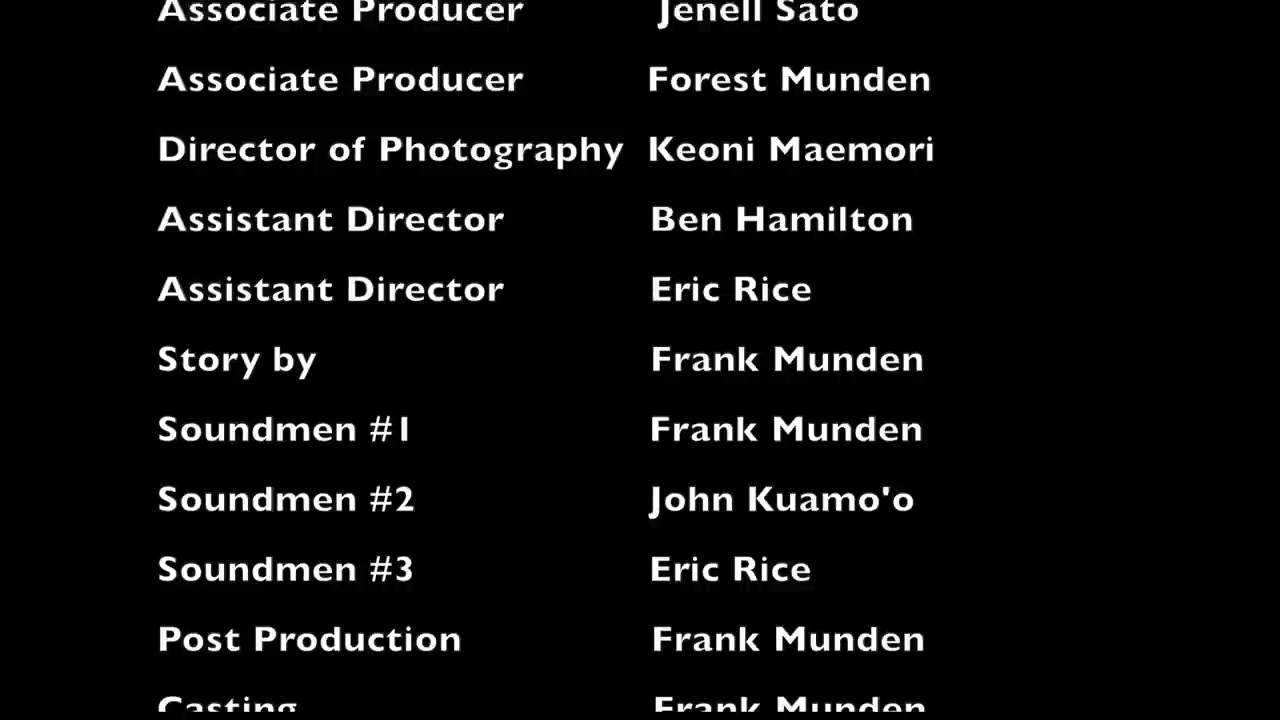 Associate Producer Jenell Sato
Associate Producer Forest Munden
Director of Photography Keoni Maemori
Assistant Director Ben Hamilton
Assistant Director Eric Rice
Story by Frank Munden
Soundmen #1 Frank Munden
Soundmen #2 John Kuamo'o
Soundmen #3 Eric Rice
Post Production Frank Munden
Casting Frank Munden